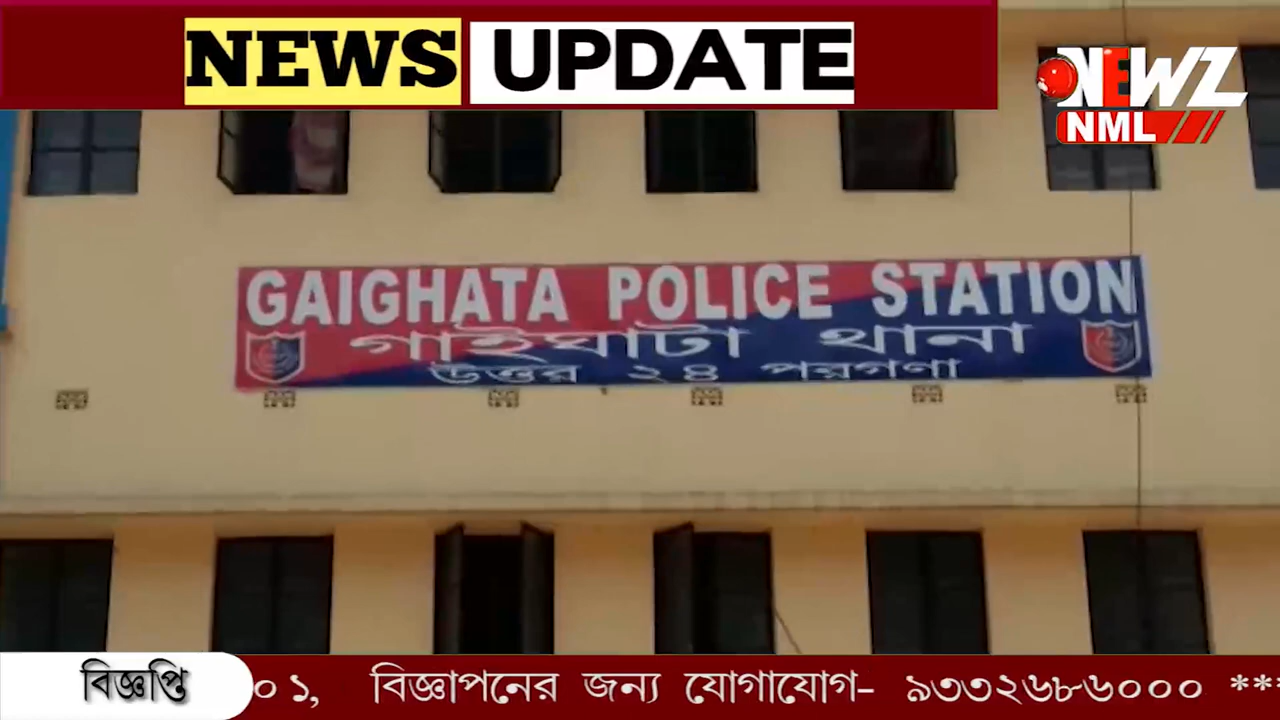 NEWS UPDATE
NEWZ
NML
GAIGHATA POLICE STATION
গাইঘাটা থানা
উত্তর ২৪ পরগণা
বিজ্ঞপ্তি
০১, বিজ্ঞাপনের জন্য যোগাযোগ- ৯৩৩২৬৮৬০০০ ***